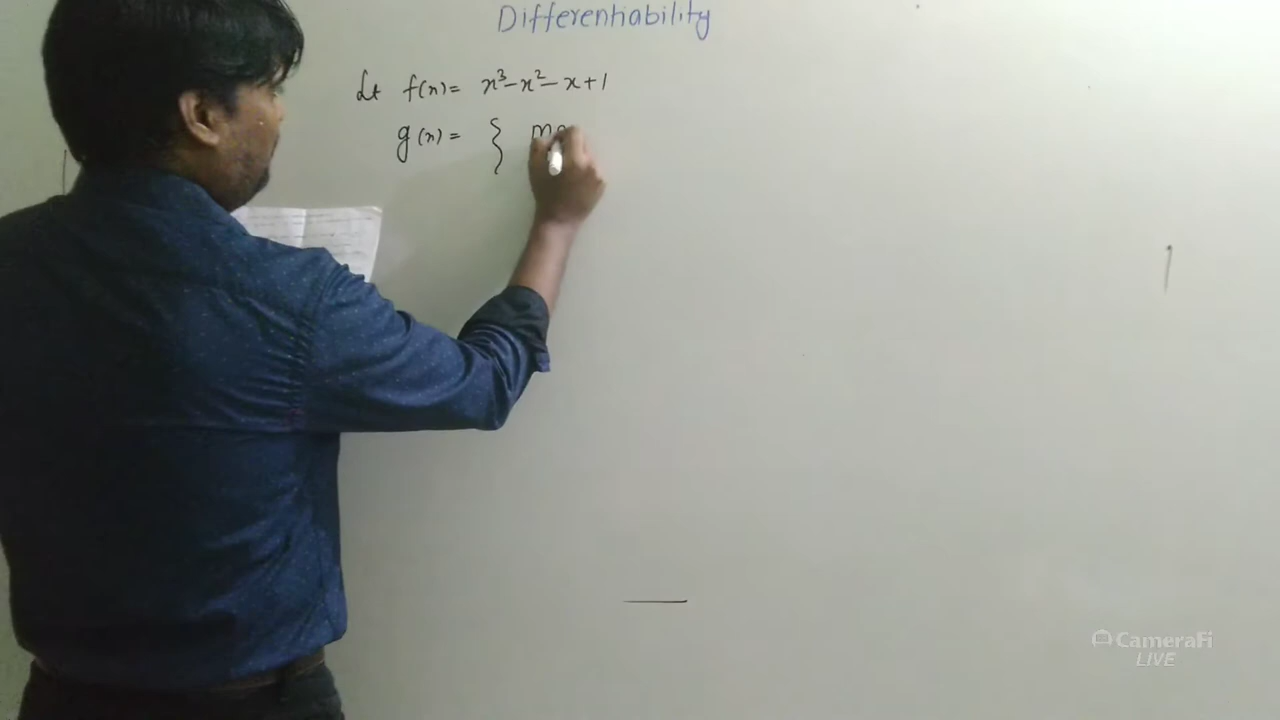 Differentiability
Let f(x) = x³-x²-x+1
g(x) = {
CameraFi
LIVE